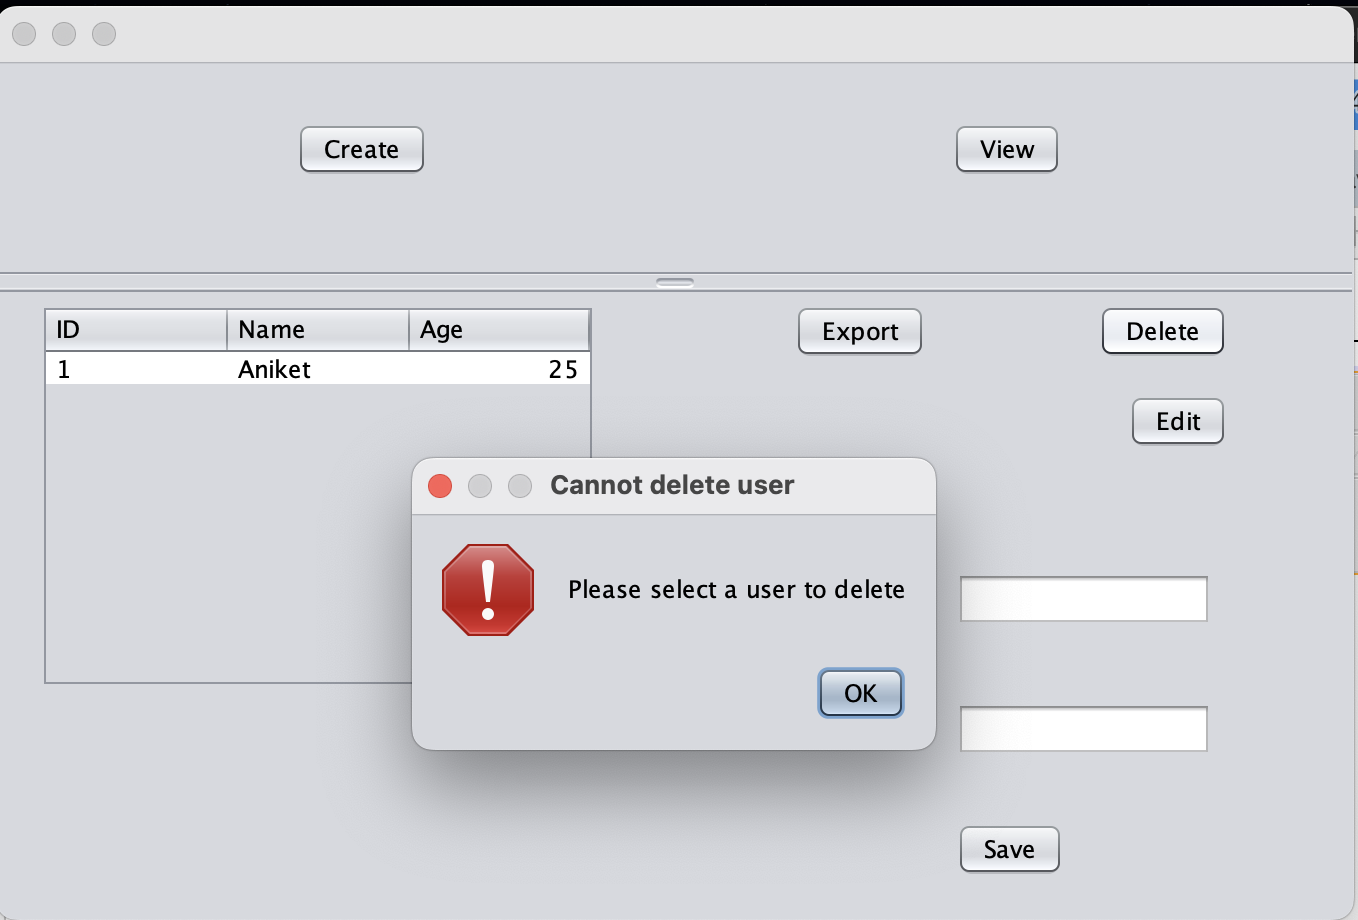 Create
View
ID Name Age
1 Aniket 25
Export
Delete
Edit
Cannot delete user
Please select a user to delete
OK
Save